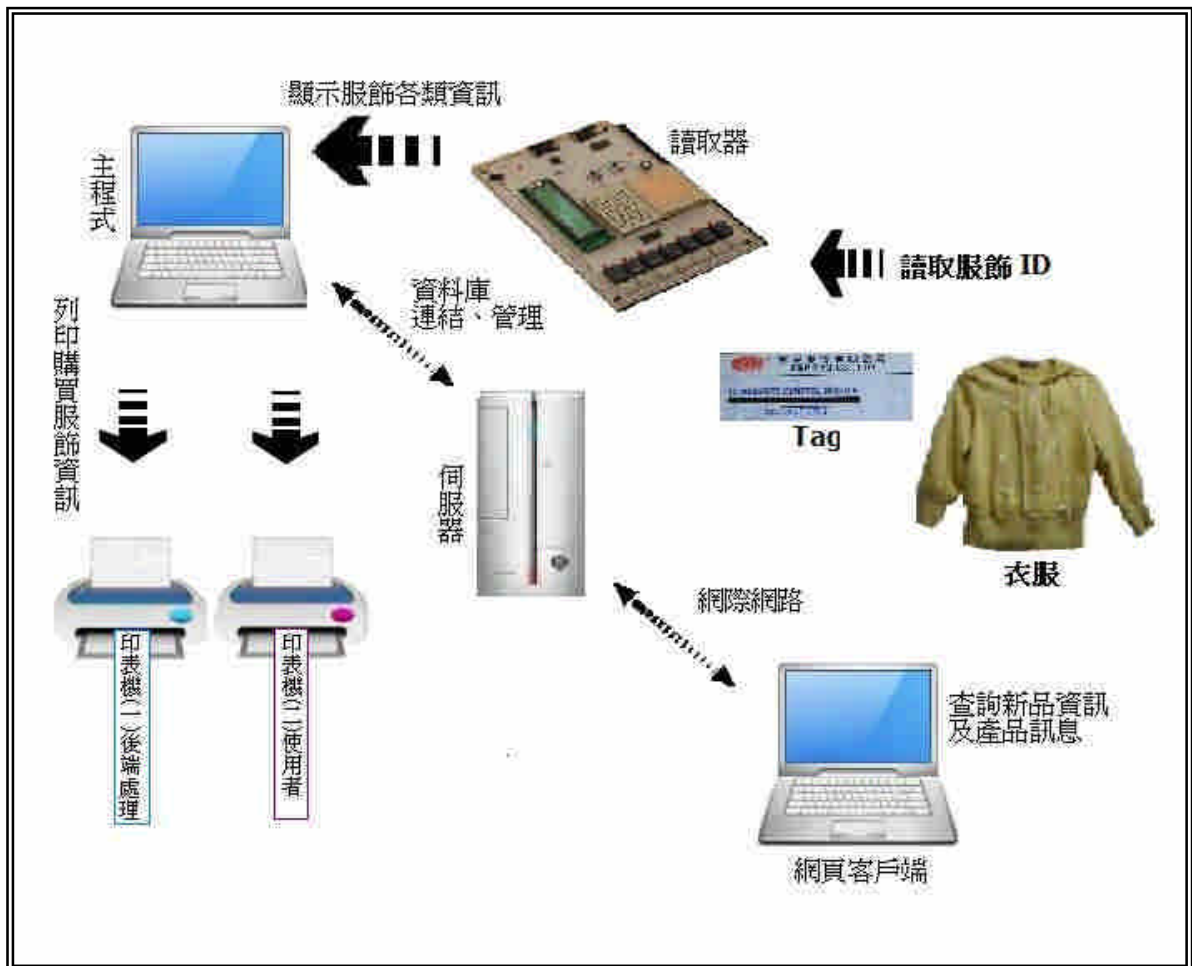 顯示服飾各類資訊
讀取器
主程式
讀取服飾 ID
資料庫
連結、管理
列印購買服飾資訊
Tag
伺服器
衣服
網際網路
印表機(一)後端處理
印表機(二)使用者
查詢新品資訊
及產品訊息
網頁客戶端